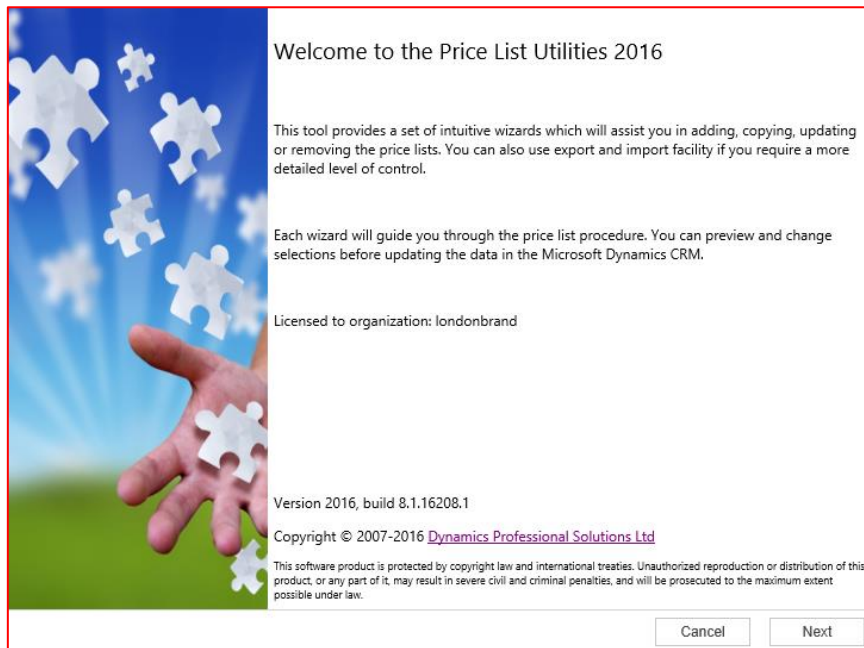 Welcome to the Price List Utilities 2016
This tool provides a set of intuitive wizards which will assist you in adding, copying, updating
or removing the price lists. You can also use export and import facility if you require a more
detailed level of control.
Each wizard will guide you through the price list procedure. You can preview and change
selections before updating the data in the Microsoft Dynamics CRM.
Licensed to organization: londonbrand
Version 2016, build 8.1.16208.1
Copyright © 2007-2016 Dynamics Professional Solutions Ltd
This software product is protected by copyright law and international treaties. Unauthorized reproduction or distribution of this
product, or any part of it, may result in severe civil and criminal penalties, and will be prosecuted to the maximum extent
possible under law.
Cancel Next